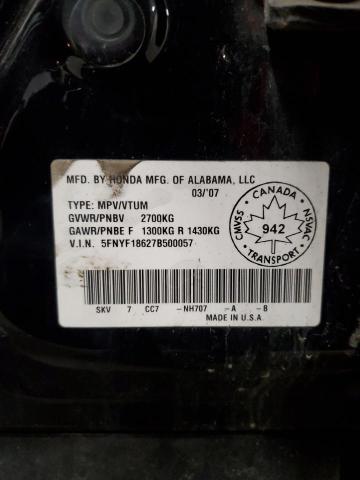 MFD. BY HONDA MFG. OF ALABAMA, LLC
03/'07
TYPE: MPV/VTUM
GVWR/PNBV 2700KG
GAWR/PNBE F 1300KG R 1430KG
V.I.N. 5FNYF18627B500057
CANADA
CMVSS 942 NSVAC
TRANSPORT
SKV 7 CC7 -NH707 -A -B
MADE IN U.S.A.